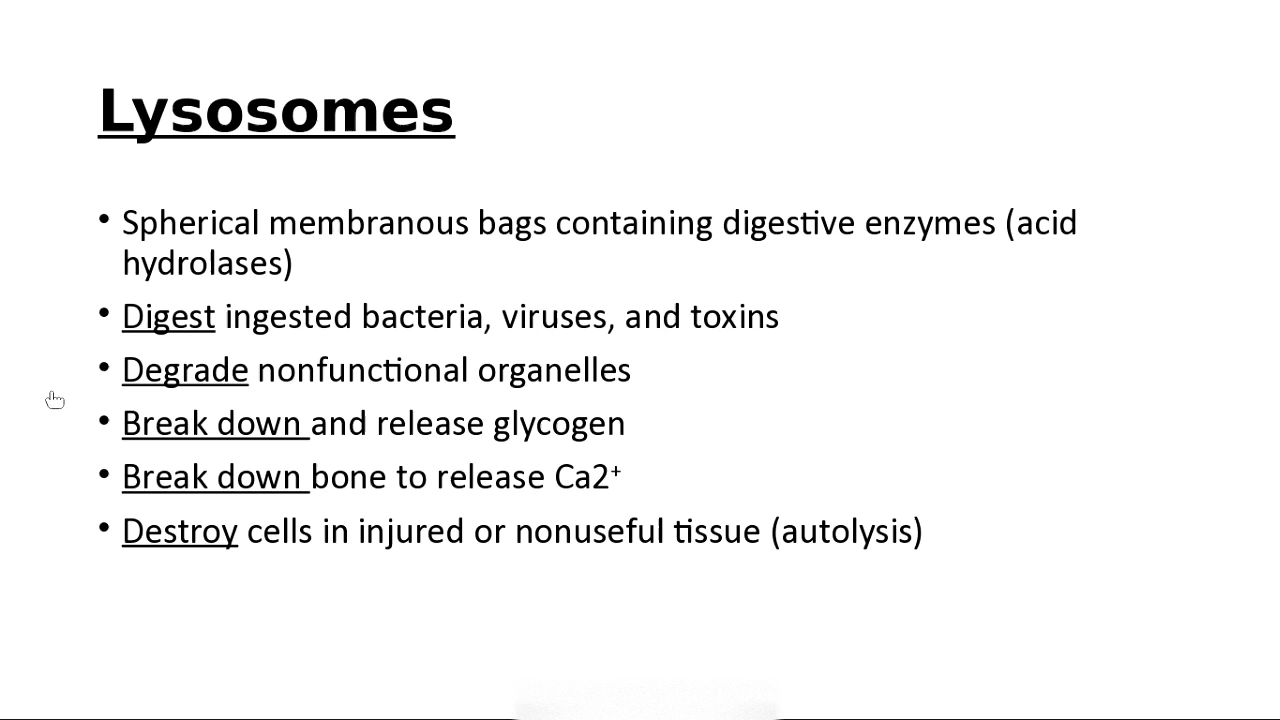 Lysosomes
• Spherical membranous bags containing digestive enzymes (acid
hydrolases)
• Digest ingested bacteria, viruses, and toxins
• Degrade nonfunctional organelles
• Break down and release glycogen
• Break down bone to release Ca2⁺
• Destroy cells in injured or nonuseful tissue (autolysis)